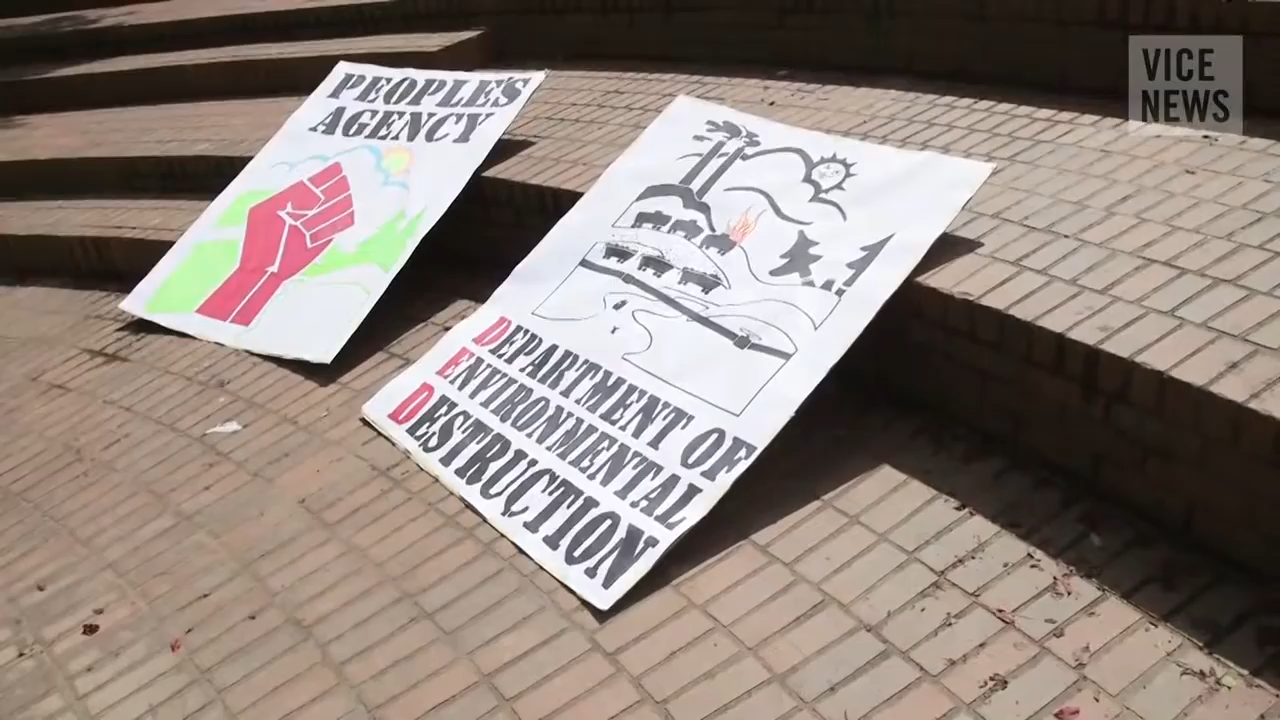 PEOPLE'S
AGENCY
DEPARTMENT OF
ENVIRONMENTAL
DESTRUCTION
VICE
NEWS